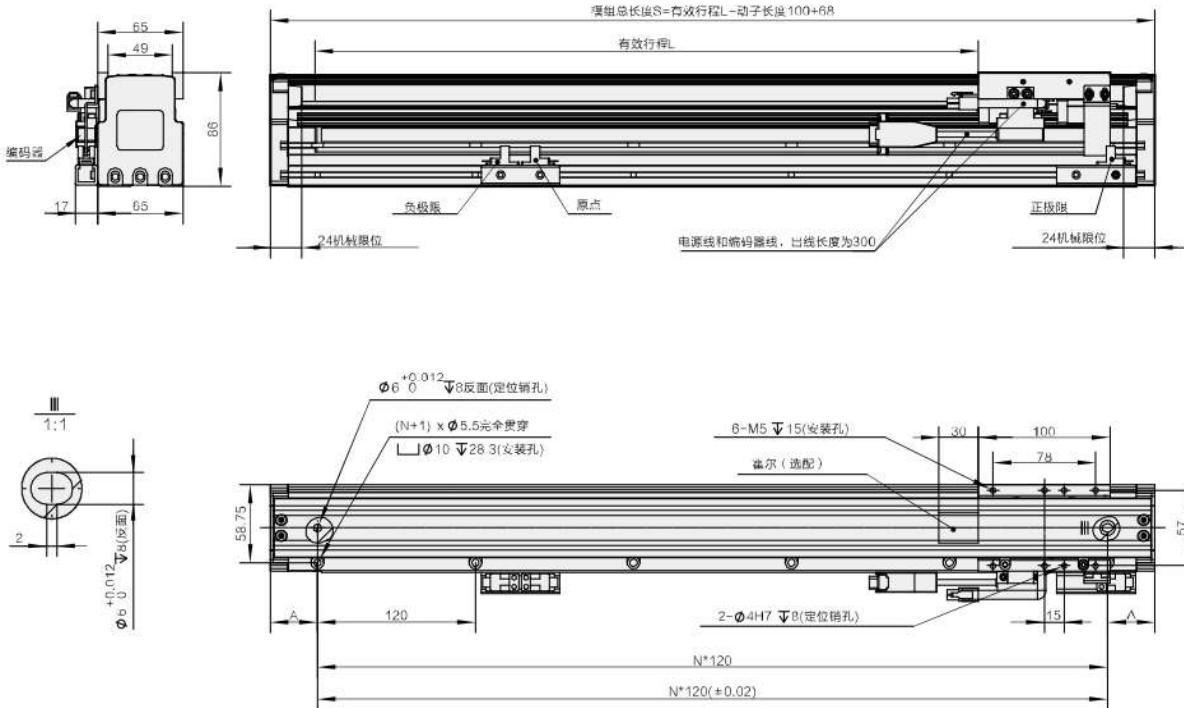 模组总长度S=有效行程L-动子长度100+68
有效行程L
65
49
86
编码器
17
65
负极限
原点
正极限
24机械限位
电源线和编码器线，出线长度为300
24机械限位
Ø6 +0.012 0 ↧8反面(定位销孔)
(N+1) x Ø5.5完全贯穿
⌴Ø10 ↧28.3(安装孔)
6-M5 ↧15(安装孔)
30
100
78
霍尔（选配）
Ⅲ
1:1
2
Ø6 +0.012 0 ↧8(反面)
58.75
Ⅲ
57
A
120
2-Ø4H7 ↧8(定位销孔)
15
A
N*120
N*120(±0.02)